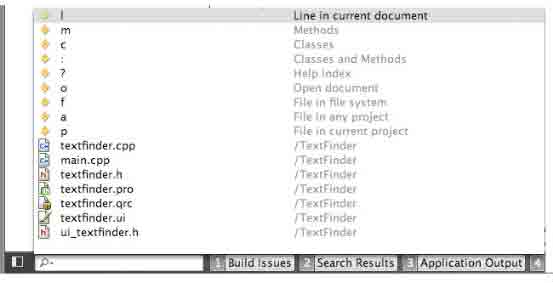 l Line in current document
m Methods
c Classes
: Classes and Methods
? Help Index
o Open document
f File in file system
a File in any project
p File in current project
textfinder.cpp /TextFinder
main.cpp /TextFinder
textfinder.h /TextFinder
textfinder.pro /TextFinder
textfinder.qrc /TextFinder
textfinder.ui /TextFinder
ui_textfinder.h /TextFinder
1 Build Issues 2 Search Results 3 Application Output 4